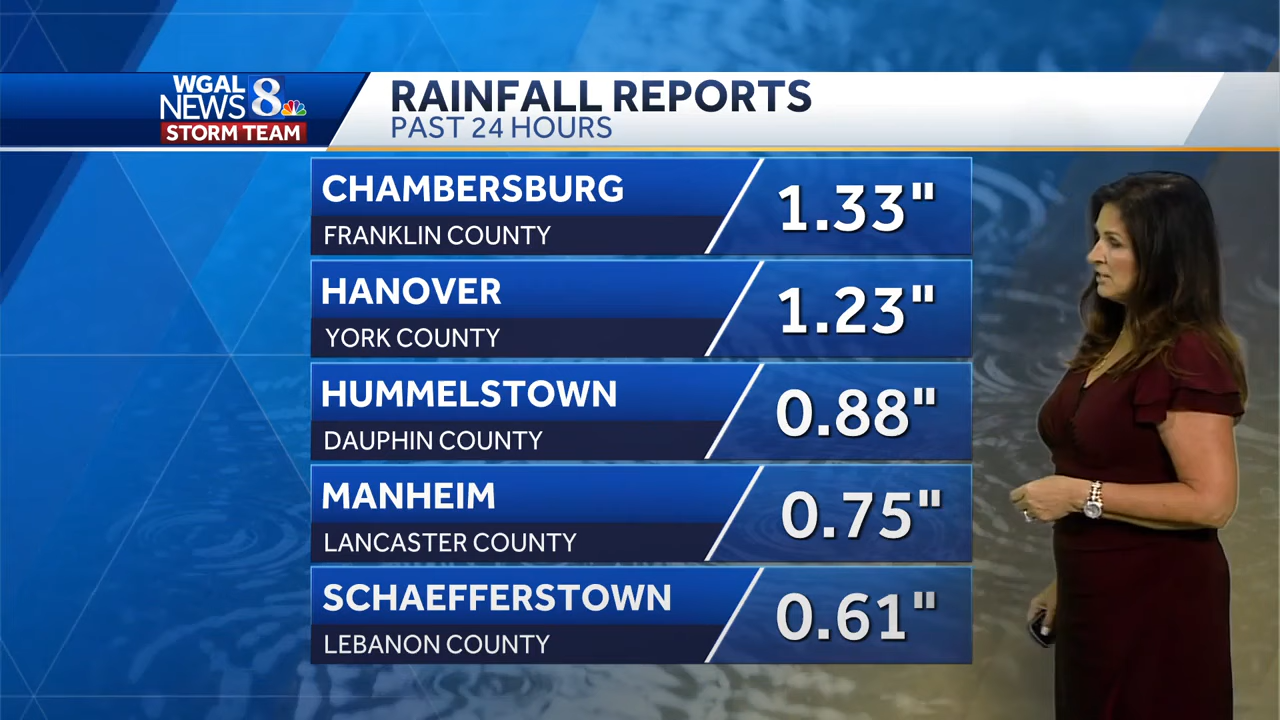 WGAL
NEWS 8
STORM TEAM
RAINFALL REPORTS
PAST 24 HOURS
CHAMBERSBURG
FRANKLIN COUNTY
1.33"
HANOVER
YORK COUNTY
1.23"
HUMMELSTOWN
DAUPHIN COUNTY
0.88"
MANHEIM
LANCASTER COUNTY
0.75"
SCHAEFFERSTOWN
LEBANON COUNTY
0.61"